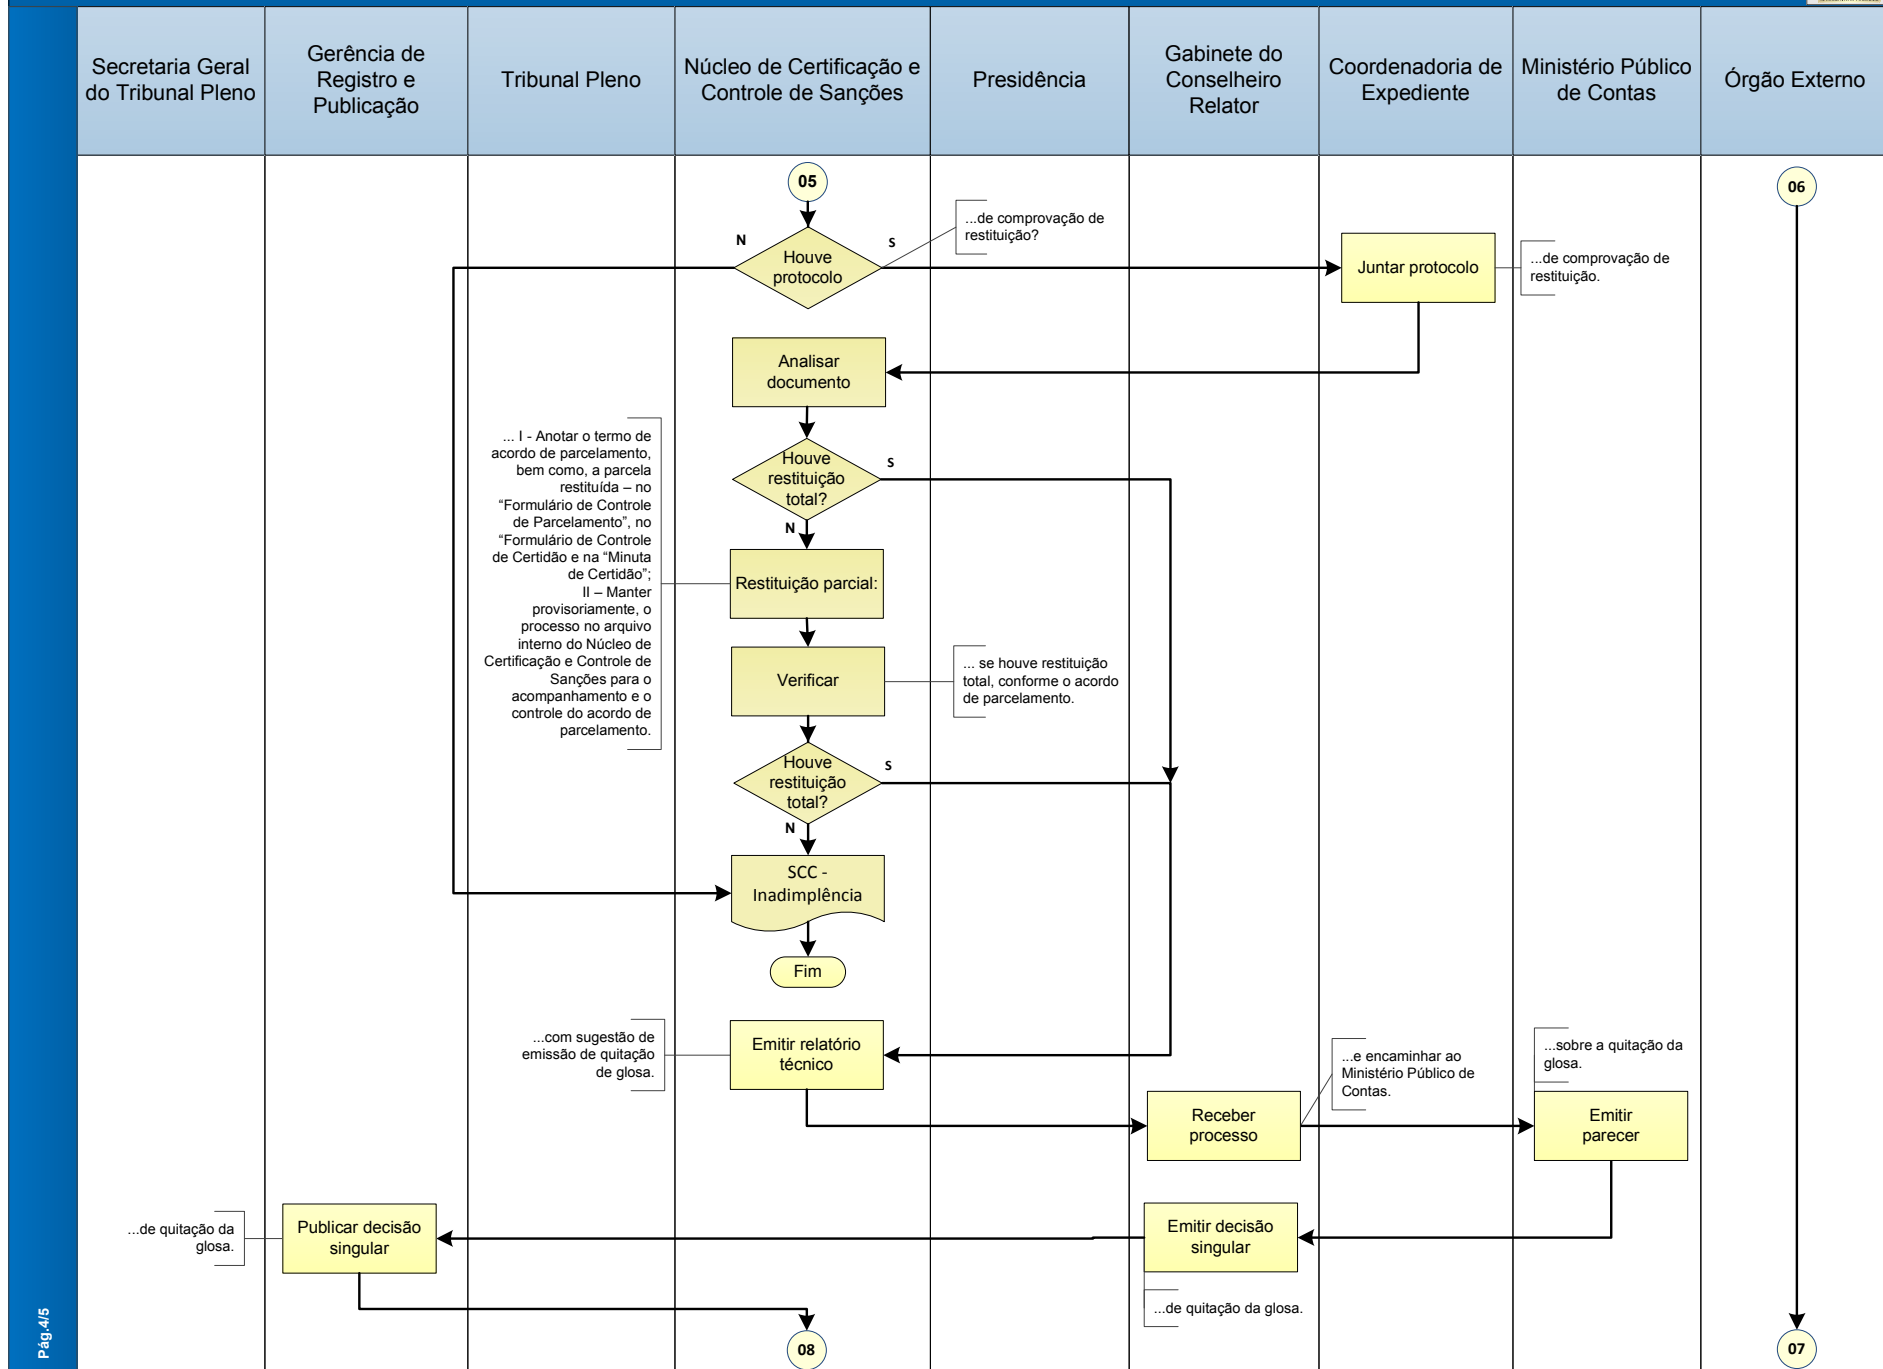 Secretaria Geral
do Tribunal Pleno
Gerência de
Registro e
Publicação
Tribunal Pleno
Núcleo de Certificação e
Controle de Sanções
Presidência
Gabinete do
Conselheiro
Relator
Coordenadoria de
Expediente
Ministério Público
de Contas
Órgão Externo
05
06
...de comprovação de
restituição?
N
S
Houve
protocolo
Juntar protocolo
...de comprovação de
restituição.
Analisar
documento
... I - Anotar o termo de
acordo de parcelamento,
bem como, a parcela
restituída – no
“Formulário de Controle
de Parcelamento”, no
“Formulário de Controle
de Certidão e na “Minuta
de Certidão”;
II – Manter
provisoriamente, o
processo no arquivo
interno do Núcleo de
Certificação e Controle de
Sanções para o
acompanhamento e o
controle do acordo de
parcelamento.
Houve
restituição
total?
S
N
Restituição parcial:
Verificar
... se houve restituição
total, conforme o acordo
de parcelamento.
Houve
restituição
total?
S
N
SCC -
Inadimplência
Fim
...com sugestão de
emissão de quitação
de glosa.
Emitir relatório
técnico
...e encaminhar ao
Ministério Público de
Contas.
...sobre a quitação da
glosa.
Receber
processo
Emitir
parecer
...de quitação da
glosa.
Publicar decisão
singular
Emitir decisão
singular
...de quitação da glosa.
08
07
Pág.4/5